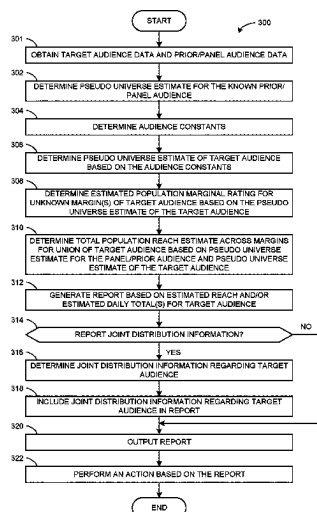 START
300
301
OBTAIN TARGET AUDIENCE DATA AND PRIOR/PANEL AUDIENCE DATA
302
DETERMINE PSEUDO UNIVERSE ESTIMATE FOR THE KNOWN PRIOR/
PANEL AUDIENCE
304
DETERMINE AUDIENCE CONSTANTS
306
DETERMINE PSEUDO UNIVERSE ESTIMATE OF TARGET AUDIENCE
BASED ON THE AUDIENCE CONSTANTS
308
DETERMINE ESTIMATED POPULATION MARGINAL RATING FOR
UNKNOWN MARGIN(S) OF TARGET AUDIENCE BASED ON THE PSEUDO
UNIVERSE ESTIMATE OF THE TARGET AUDIENCE
310
DETERMINE TOTAL POPULATION REACH ESTIMATE ACROSS MARGINS
FOR UNION OF TARGET AUDIENCE BASED ON PSEUDO UNIVERSE
ESTIMATE FOR THE PANEL/PRIOR AUDIENCE AND PSEUDO UNIVERSE
ESTIMATE OF THE TARGET AUDIENCE
312
GENERATE REPORT BASED ON ESTIMATED REACH AND/OR
ESTIMATED DAILY TOTAL(S) FOR TARGET AUDIENCE
314
REPORT JOINT DISTRIBUTION INFORMATION?
NO
YES
316
DETERMINE JOINT DISTRIBUTION INFORMATION REGARDING TARGET
AUDIENCE
318
INCLUDE JOINT DISTRIBUTION INFORMATION REGARDING TARGET
AUDIENCE IN REPORT
320
OUTPUT REPORT
322
PERFORM AN ACTION BASED ON THE REPORT
END